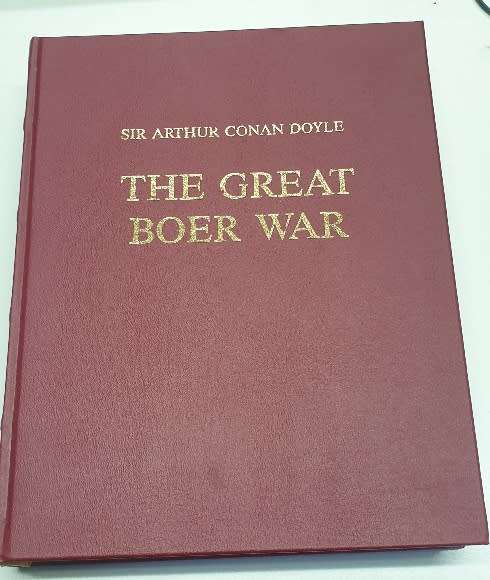 SIR ARTHUR CONAN DOYLE
THE GREAT
BOER WAR